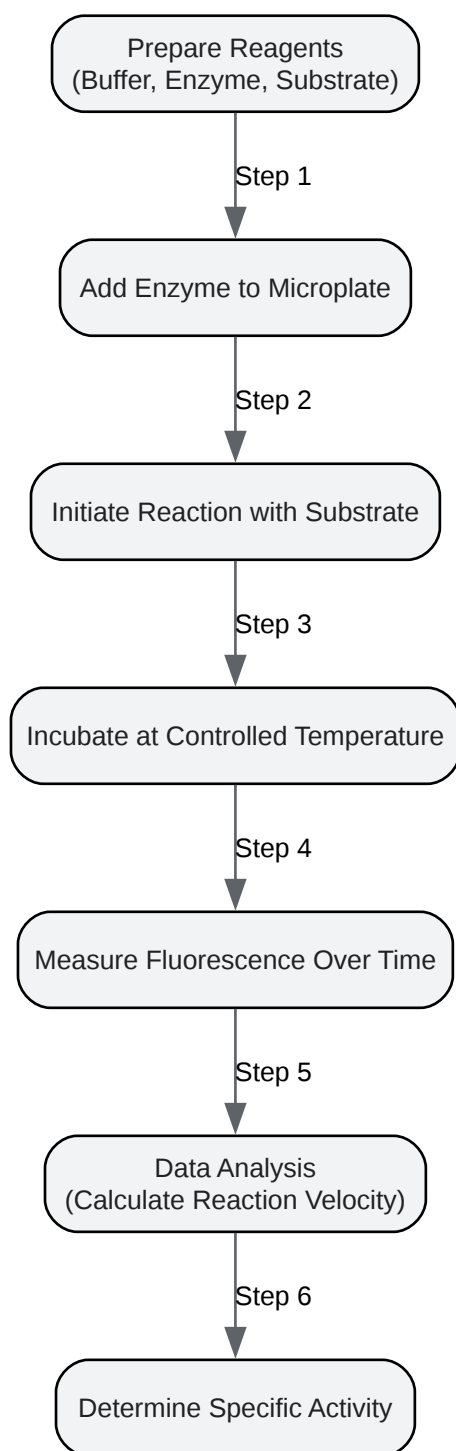 Prepare Reagents
(Buffer, Enzyme, Substrate)
Step 1
Add Enzyme to Microplate
Step 2
Initiate Reaction with Substrate
Step 3
Incubate at Controlled Temperature
Step 4
Measure Fluorescence Over Time
Step 5
Data Analysis
(Calculate Reaction Velocity)
Step 6
Determine Specific Activity